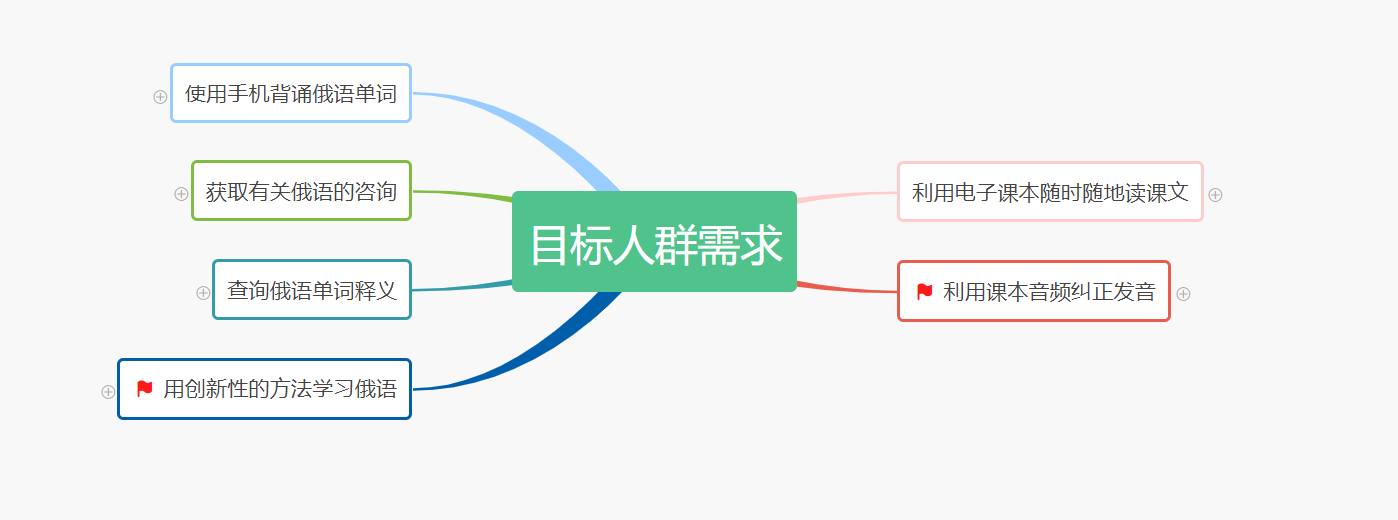 使用手机背诵俄语单词
获取有关俄语的咨询
查询俄语单词释义
用创新性的方法学习俄语
目标人群需求
利用电子课本随时随地读课文
利用课本音频纠正发音